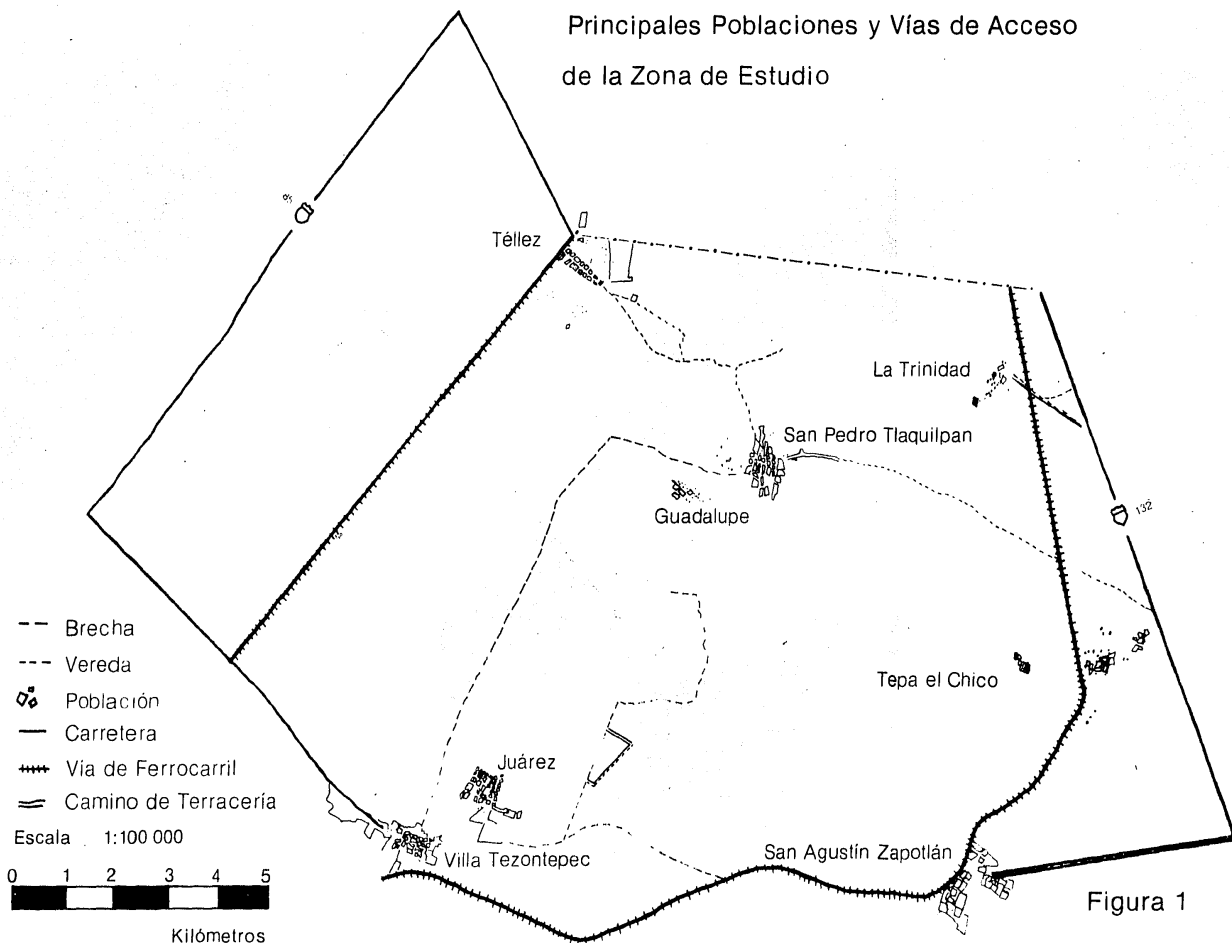 Principales Poblaciones y Vías de Acceso
de la Zona de Estudio
Téllez
La Trinidad
San Pedro Tlaquilpan
Guadalupe
132
Tepa el Chico
Juárez
Villa Tezontepec
San Agustín Zapotlán
Brecha
Vereda
Población
Carretera
Vía de Ferrocarril
Camino de Terracería
Escala 1:100 000
0 1 2 3 4 5
Kilómetros
Figura 1